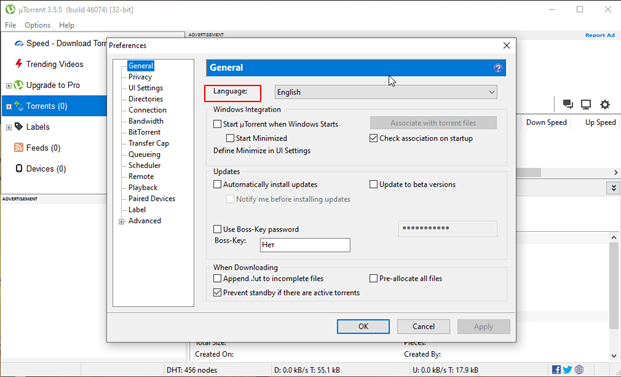 µTorrent 3.5.5 (build 46074) [32-bit]
File Options Help
ADVERTISEMENT
Report Ad
Speed - Download Torr
Trending Videos
Upgrade to Pro
Torrents (0)
Labels
Feeds (0)
Devices (0)
ADVERTISEMENT
Down Speed Up Speed
Preferences
General
Privacy
UI Settings
Directories
Connection
Bandwidth
BitTorrent
Transfer Cap
Queueing
Scheduler
Remote
Playback
Paired Devices
Label
Advanced
General
Language: English
Windows Integration
Start µTorrent when Windows Starts Associate with torrent files
Start Minimized Check association on startup
Define Minimize in UI Settings
Updates
Automatically install updates Update to beta versions
Notify me before installing updates
Use Boss-Key password
Boss-Key: Нет
When Downloading
Append .!ut to incomplete files Pre-allocate all files
Prevent standby if there are active torrents
OK Cancel Apply
Total Size: Pieces:
Created On: Created By:
DHT: 456 nodes D: 0.0 kB/s T: 55.1 kB U: 0.0 kB/s T: 17.9 kB